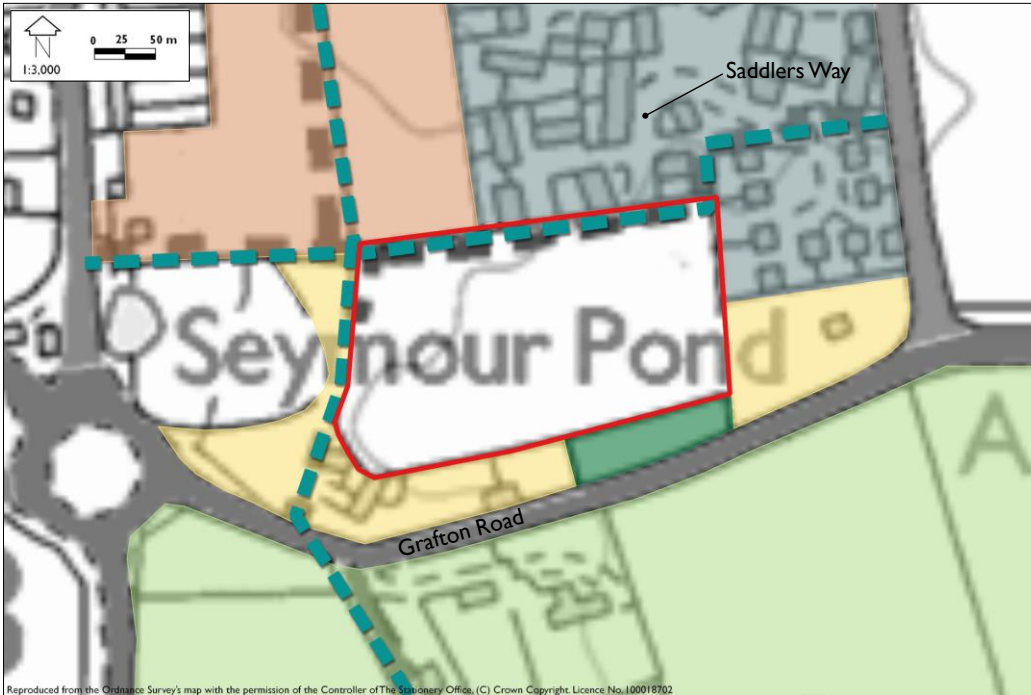 N
0 25 50 m
1:3,000
Saddlers Way
Seymour Pond
A
Grafton Road
Reproduced from the Ordnance Survey's map with the permission of the Controller of The Stationery Office, (C) Crown Copyright. Licence No. 100018702